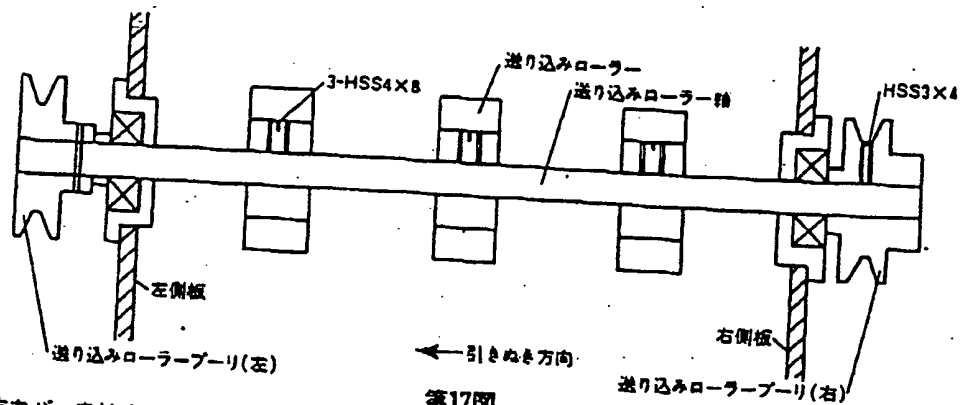 3-HSS4×8
送り込みローラー
送り込みローラー軸
HSS3×4
左側板
送り込みローラープーリ(左)
引きぬき方向
右側板
送り込みローラープーリ(右)
第17図